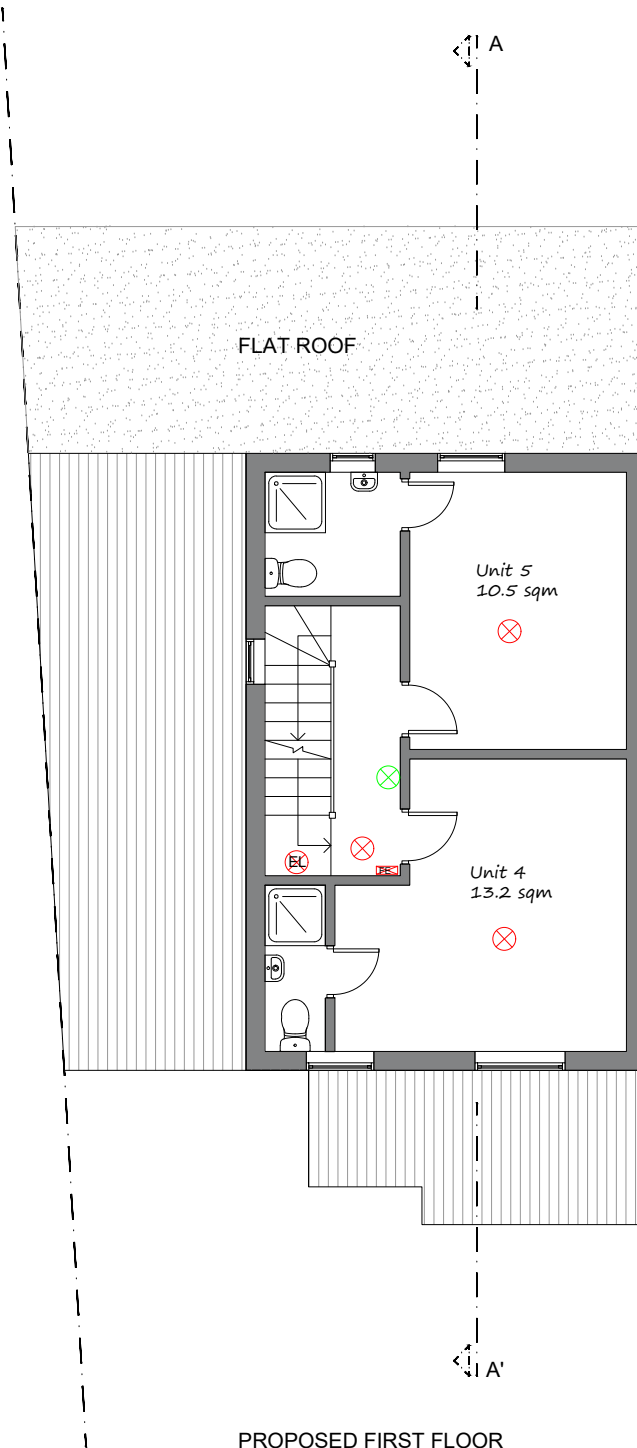 A
FLAT ROOF
Unit 5
10.5 sqm
EL
FE
Unit 4
13.2 sqm
A'
PROPOSED FIRST FLOOR